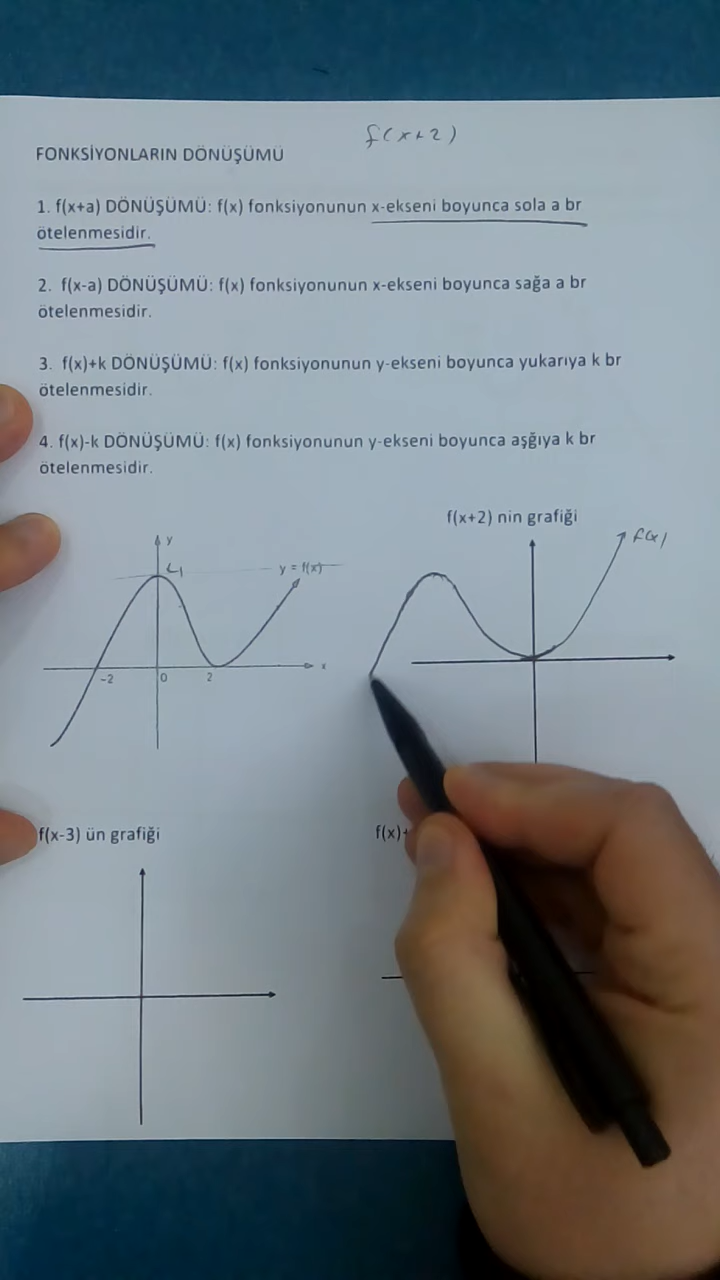 f(x+2)
FONKSİYONLARIN DÖNÜŞÜMÜ
1. f(x+a) DÖNÜŞÜMÜ: f(x) fonksiyonunun x-ekseni boyunca sola a br
ötelenmesidir.
2. f(x-a) DÖNÜŞÜMÜ: f(x) fonksiyonunun x-ekseni boyunca sağa a br
ötelenmesidir.
3. f(x)+k DÖNÜŞÜMÜ: f(x) fonksiyonunun y-ekseni boyunca yukarıya k br
ötelenmesidir.
4. f(x)-k DÖNÜŞÜMÜ: f(x) fonksiyonunun y-ekseni boyunca aşğıya k br
ötelenmesidir.
y
4
y = f(x)
-2
0
2
x
f(x+2) nin grafiği
f(x)
f(x-3) ün grafiği
f(x)+